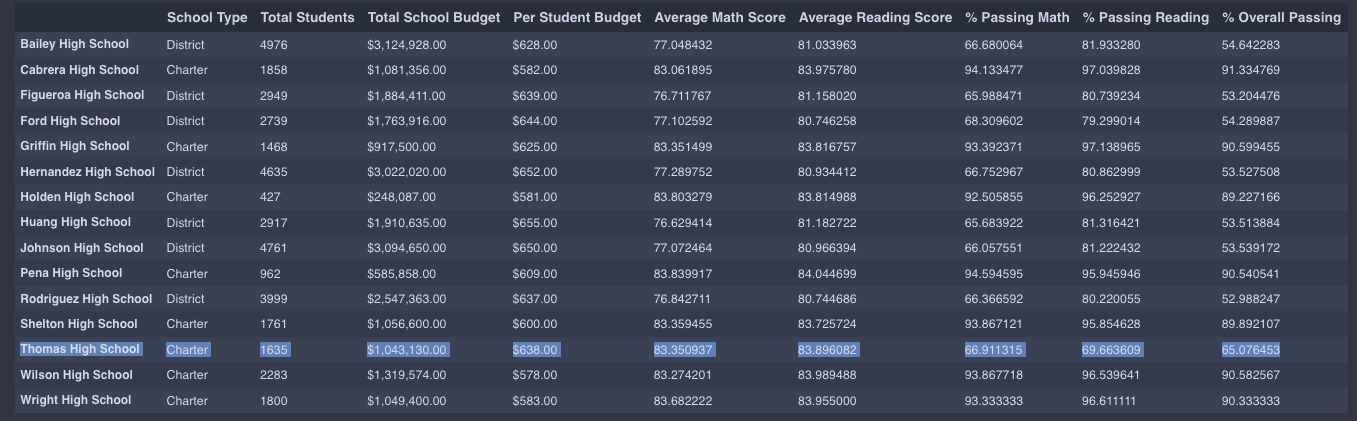 School Type Total Students Total School Budget Per Student Budget Average Math Score Average Reading Score % Passing Math % Passing Reading % Overall Passing
Bailey High School District 4976 $3,124,928.00 $628.00 77.048432 81.033963 66.680064 81.933280 54.642283
Cabrera High School Charter 1858 $1,081,356.00 $582.00 83.061895 83.975780 94.133477 97.039828 91.334769
Figueroa High School District 2949 $1,884,411.00 $639.00 76.711767 81.158020 65.988471 80.739234 53.204476
Ford High School District 2739 $1,763,916.00 $644.00 77.102592 80.746258 68.309602 79.299014 54.289887
Griffin High School Charter 1468 $917,500.00 $625.00 83.351499 83.816757 93.392371 97.138965 90.599455
Hernandez High School District 4635 $3,022,020.00 $652.00 77.289752 80.934412 66.752967 80.862999 53.527508
Holden High School Charter 427 $248,087.00 $581.00 83.803279 83.814988 92.505855 96.252927 89.227166
Huang High School District 2917 $1,910,635.00 $655.00 76.629414 81.182722 65.683922 81.316421 53.513884
Johnson High School District 4761 $3,094,650.00 $650.00 77.072464 80.966394 66.057551 81.222432 53.539172
Pena High School Charter 962 $585,858.00 $609.00 83.839917 84.044699 94.594595 95.945946 90.540541
Rodriguez High School District 3999 $2,547,363.00 $637.00 76.842711 80.744686 66.366592 80.220055 52.988247
Shelton High School Charter 1761 $1,056,600.00 $600.00 83.359455 83.725724 93.867121 95.854628 89.892107
Thomas High School Charter 1635 $1,043,130.00 $638.00 83.350937 83.896082 66.911315 69.663609 65.076453
Wilson High School Charter 2283 $1,319,574.00 $578.00 83.274201 83.989488 93.867718 96.539641 90.582567
Wright High School Charter 1800 $1,049,400.00 $583.00 83.682222 83.955000 93.333333 96.611111 90.333333